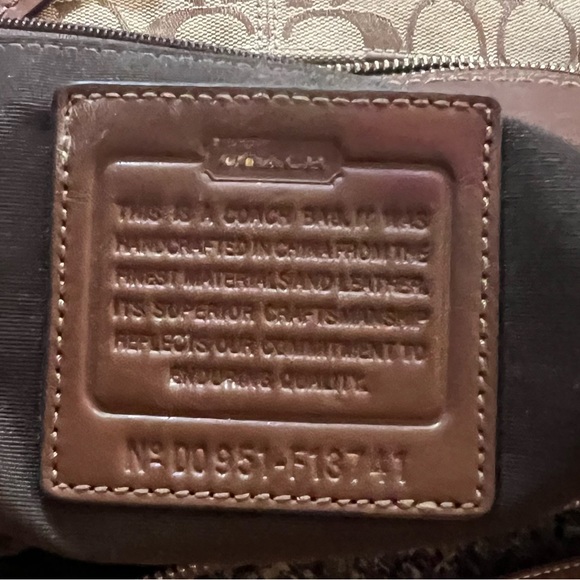 COACH
THIS IS A COACH BAG. IT WAS
HANDCRAFTED IN CHINA FROM THE
FINEST MATERIALS AND LEATHER.
ITS SUPERIOR CRAFTSMANSHIP
REFLECTS OUR COMMITMENT TO
ENDURING QUALITY.
Nº D0951-F13741